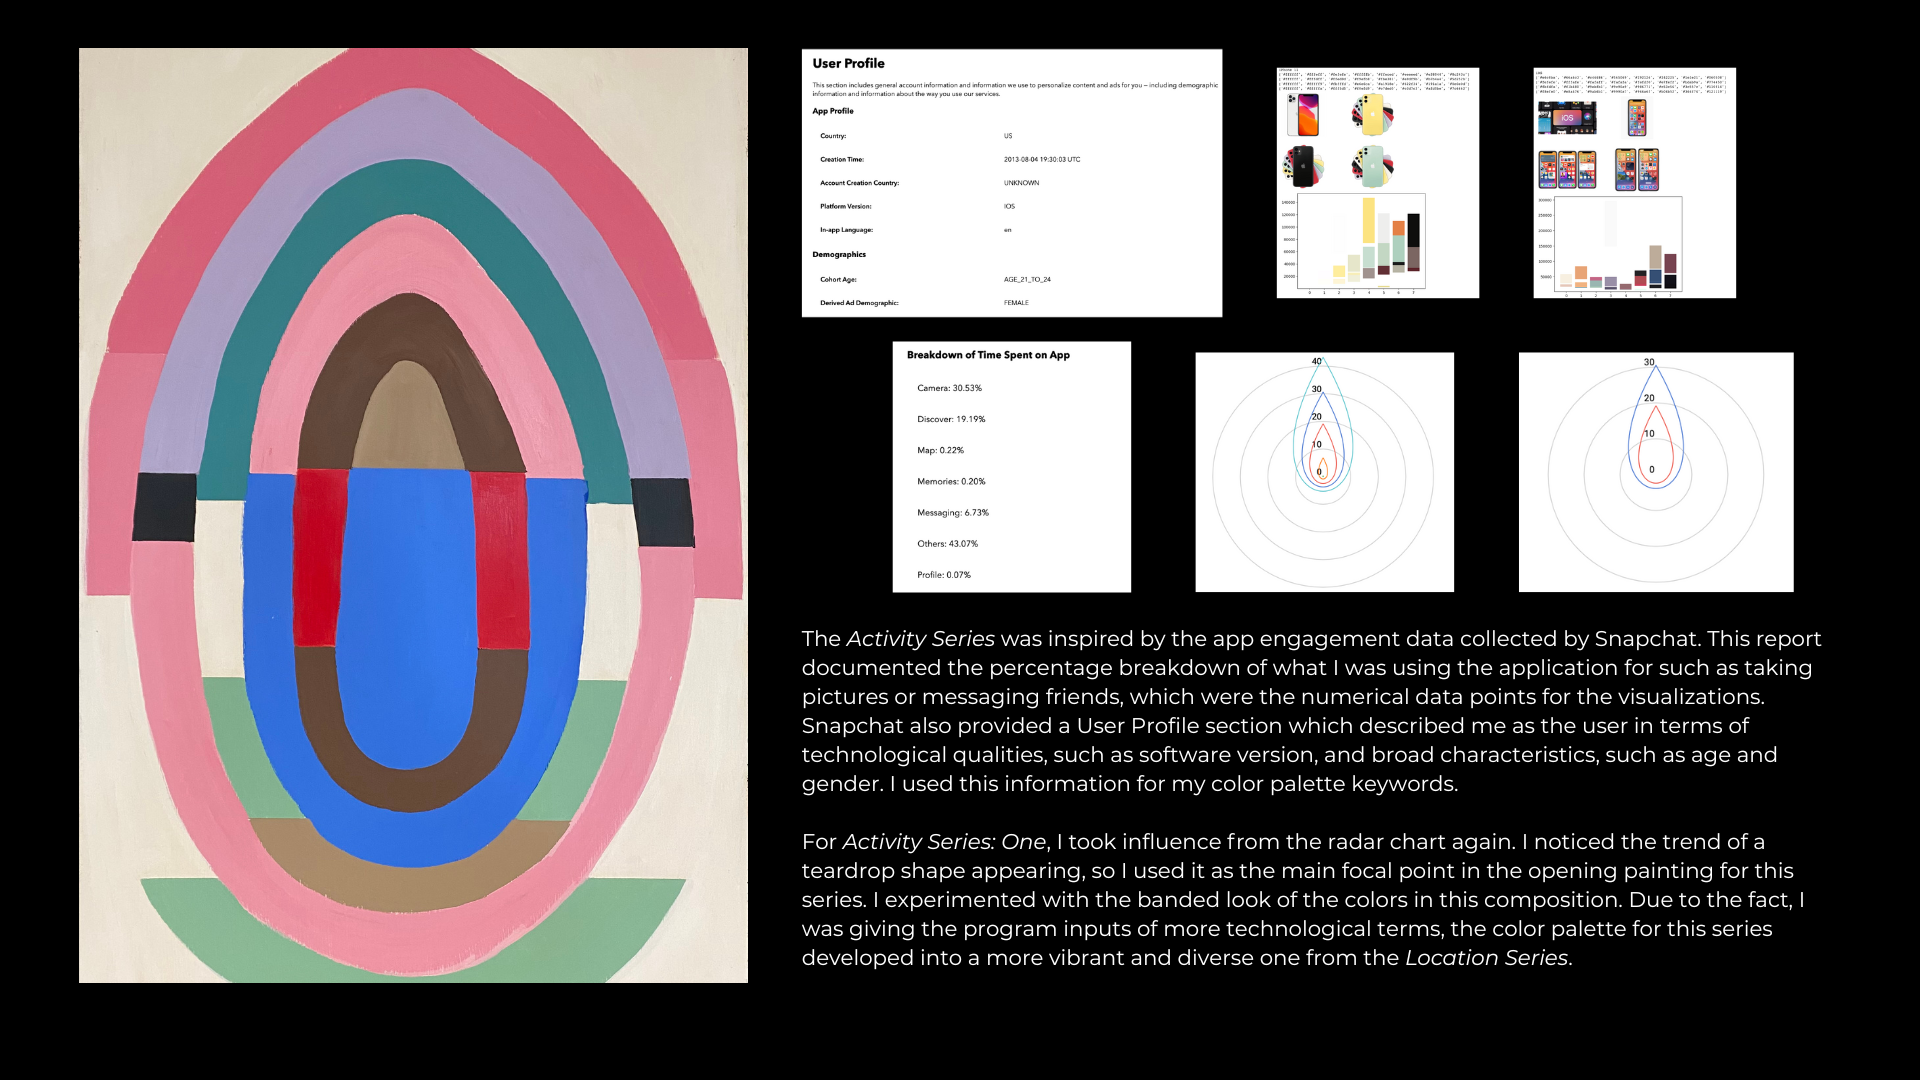 User Profile
This section includes general account information and information we use to personalize content and ads for you – including demographic
information and information about the way you use our services.
App Profile
Country: US
Creation Time: 2013-08-04 19:30:03 UTC
Account Creation Country: UNKNOWN
Platform Version: IOS
In-app Language: en
Demographics
Cohort Age: AGE_21_TO_24
Derived Ad Demographic: FEMALE
iOS
Breakdown of Time Spent on App
Camera: 30.53%
Discover: 19.19%
Map: 0.22%
Memories: 0.20%
Messaging: 6.73%
Others: 43.07%
Profile: 0.07%
40
30
20
10
0
30
20
10
0
The Activity Series was inspired by the app engagement data collected by Snapchat. This report
documented the percentage breakdown of what I was using the application for such as taking
pictures or messaging friends, which were the numerical data points for the visualizations.
Snapchat also provided a User Profile section which described me as the user in terms of
technological qualities, such as software version, and broad characteristics, such as age and
gender. I used this information for my color palette keywords.
For Activity Series: One, I took influence from the radar chart again. I noticed the trend of a
teardrop shape appearing, so I used it as the main focal point in the opening painting for this
series. I experimented with the banded look of the colors in this composition. Due to the fact, I
was giving the program inputs of more technological terms, the color palette for this series
developed into a more vibrant and diverse one from the Location Series.